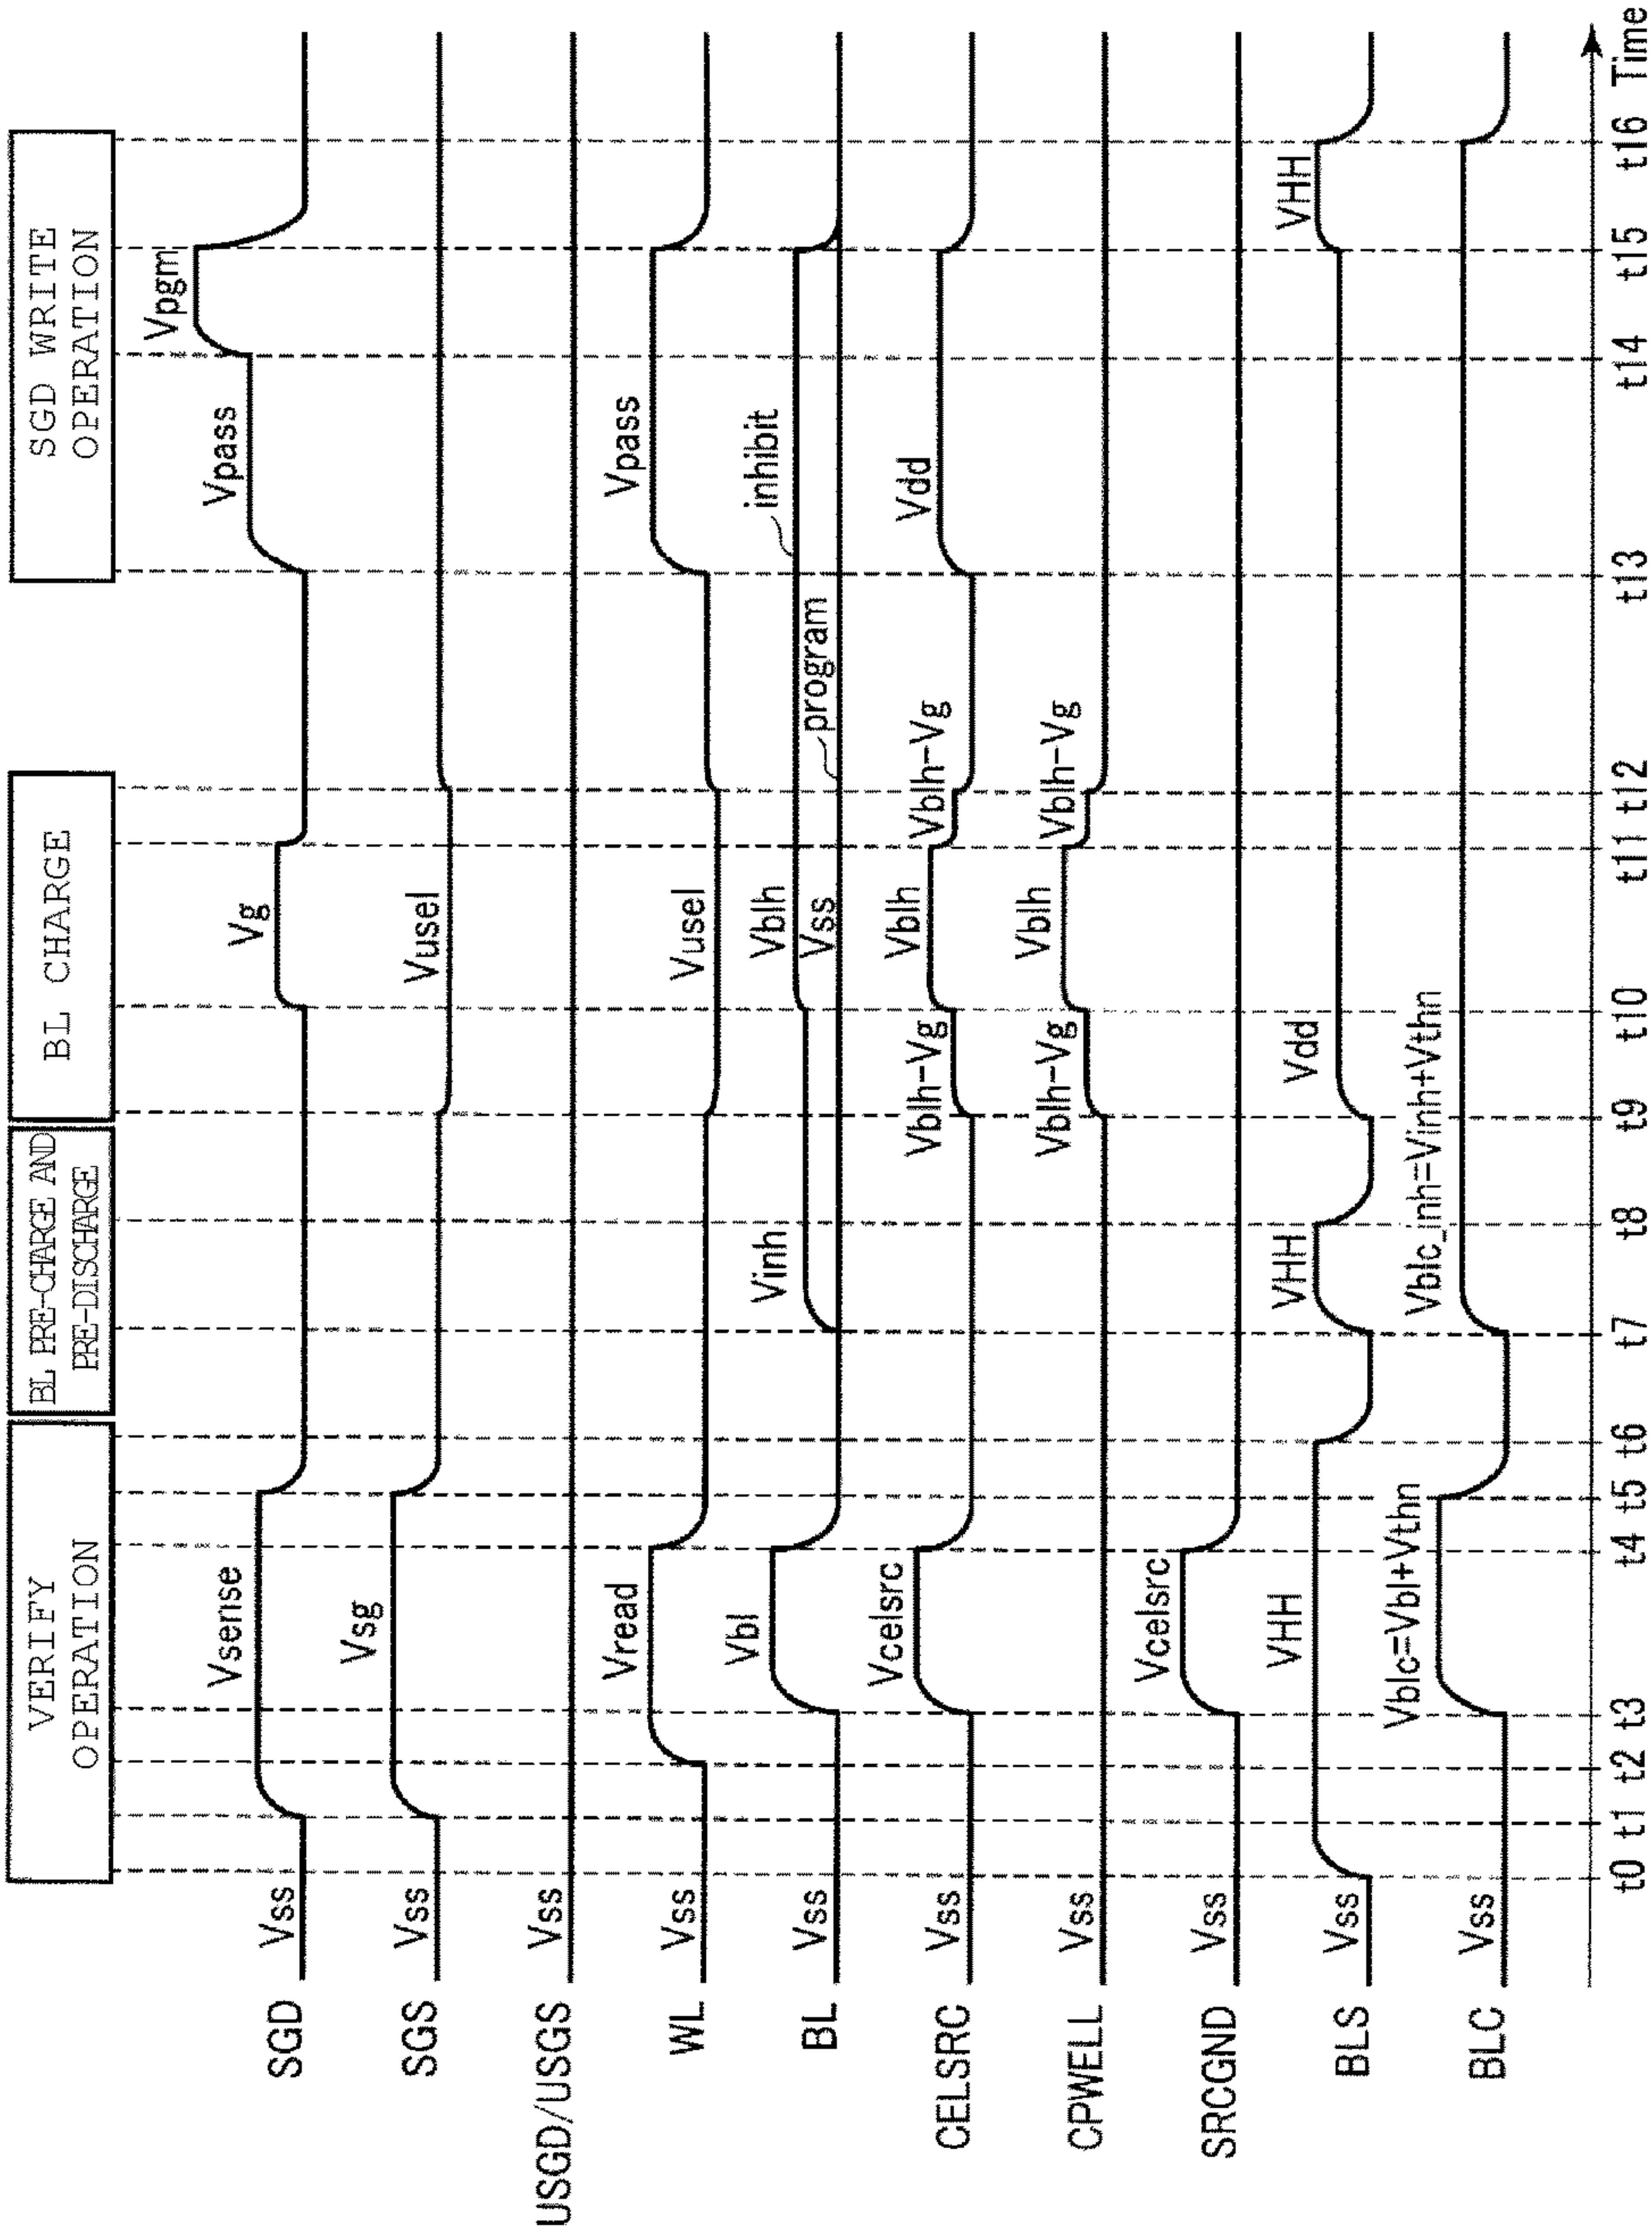 VERIFY
OPERATION
BL PRE-CHARGE AND
PRE-DISCHARGE
BL CHARGE
SGD WRITE
OPERATION
SGD
Vss
Vsense
Vg
Vpass
Vpgm
SGS
Vss
Vsg
Vusel
USGD/USGS
Vss
WL
Vss
Vread
Vusel
Vpass
BL
Vss
Vbl
Vinh
Vblh
Vss
program
inhibit
CELSRC
Vss
Vcelsrc
Vblh-Vg
Vblh
Vblh-Vg
Vdd
CPWELL
Vss
Vblh-Vg
Vblh
Vblh-Vg
SRCGND
Vss
Vcelsrc
BLS
Vss
VHH
VHH
Vdd
VHH
BLC
Vss
Vblc=Vbl+Vthn
Vblc_inh=Vinh+Vthn
t0 t1 t2 t3 t4 t5 t6 t7 t8 t9 t10 t11 t12 t13 t14 t15 t16 Time